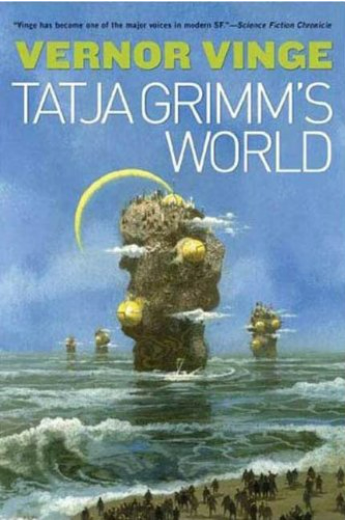 "Vinge has become one of the major voices in modern SF."—Science Fiction Chronicle
VERNOR VINGE
TATJA GRIMM'S
WORLD